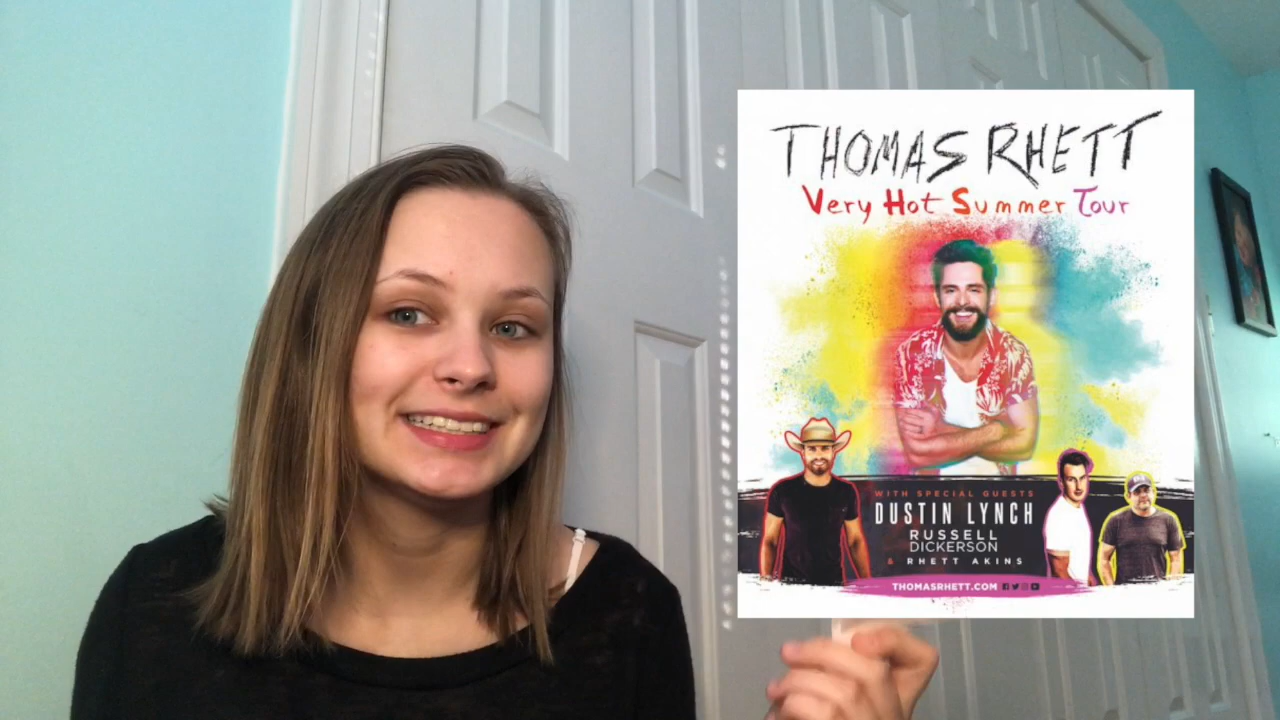 THOMAS RHETT
Very Hot Summer Tour
WITH SPECIAL GUESTS
DUSTIN LYNCH
RUSSELL
DICKERSON
& RHETT AKINS
THOMASRHETT.COM